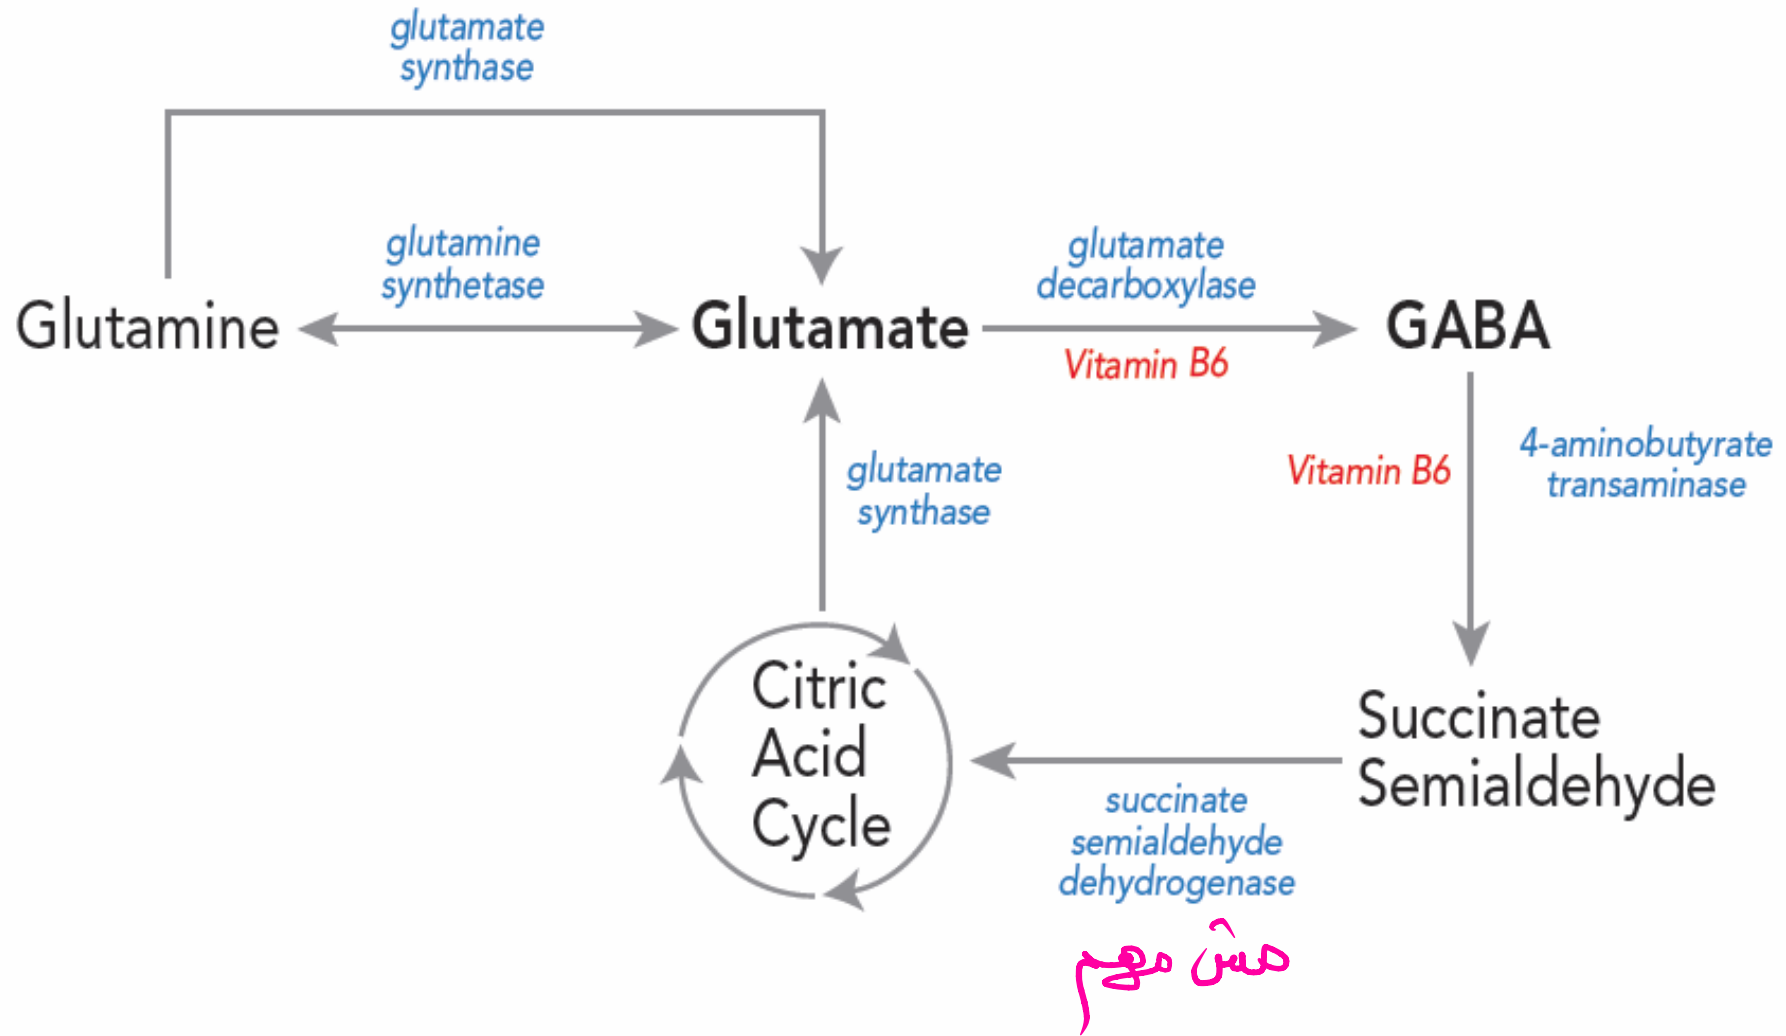 glutamate
synthase
glutamine
synthetase
glutamate
decarboxylase
Glutamine
Glutamate
GABA
Vitamin B6
glutamate
synthase
Vitamin B6
4-aminobutyrate
transaminase
Citric
Acid
Cycle
Succinate
Semialdehyde
succinate
semialdehyde
dehydrogenase
مش مهم